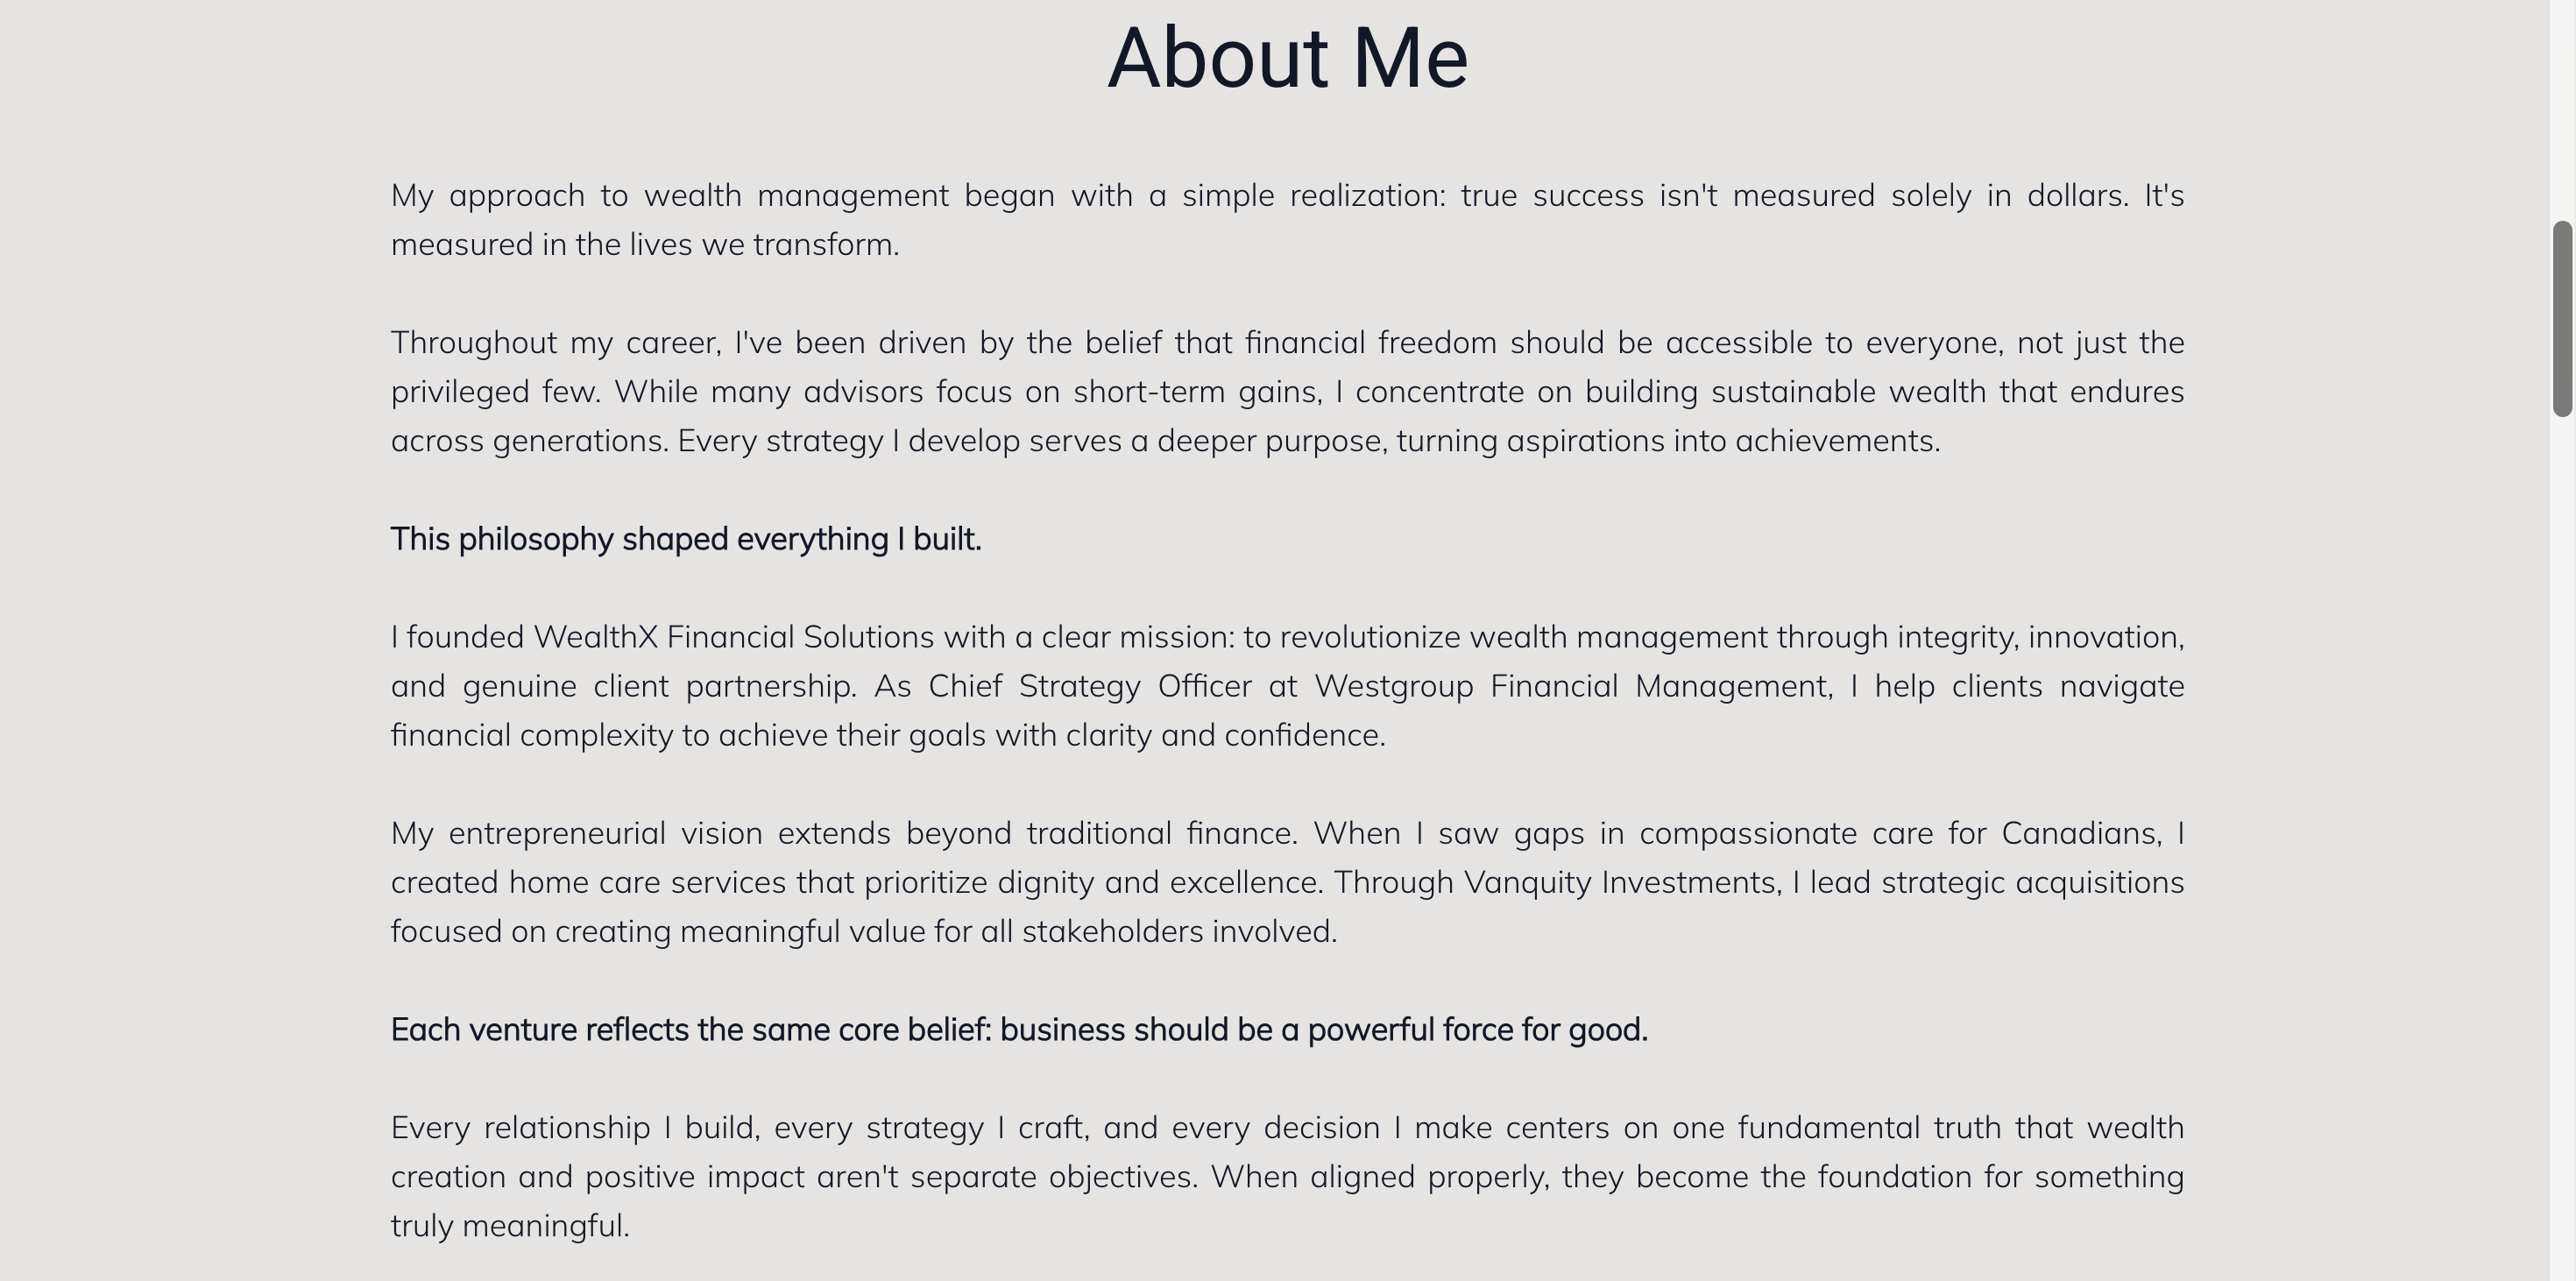 About Me
My approach to wealth management began with a simple realization: true success isn't measured solely in dollars. It's
measured in the lives we transform.
Throughout my career, I've been driven by the belief that financial freedom should be accessible to everyone, not just the
privileged few. While many advisors focus on short-term gains, I concentrate on building sustainable wealth that endures
across generations. Every strategy I develop serves a deeper purpose, turning aspirations into achievements.
This philosophy shaped everything I built.
I founded WealthX Financial Solutions with a clear mission: to revolutionize wealth management through integrity, innovation,
and genuine client partnership. As Chief Strategy Officer at Westgroup Financial Management, I help clients navigate
financial complexity to achieve their goals with clarity and confidence.
My entrepreneurial vision extends beyond traditional finance. When I saw gaps in compassionate care for Canadians, I
created home care services that prioritize dignity and excellence. Through Vanquity Investments, I lead strategic acquisitions
focused on creating meaningful value for all stakeholders involved.
Each venture reflects the same core belief: business should be a powerful force for good.
Every relationship I build, every strategy I craft, and every decision I make centers on one fundamental truth that wealth
creation and positive impact aren't separate objectives. When aligned properly, they become the foundation for something
truly meaningful.